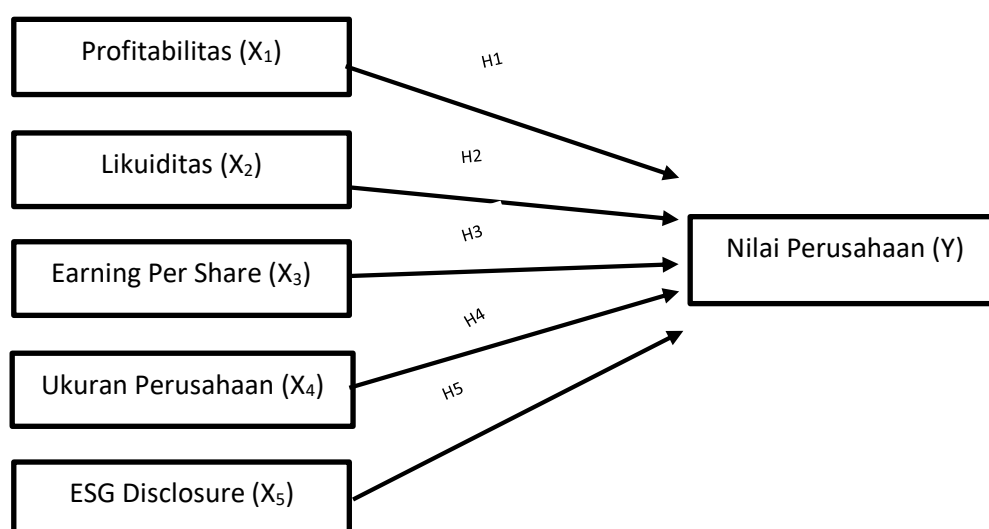 Profitabilitas (X₁)
H1
Likuiditas (X₂)
H2
Earning Per Share (X₃)
H3
Nilai Perusahaan (Y)
Ukuran Perusahaan (X₄)
H4
ESG Disclosure (X₅)
H5